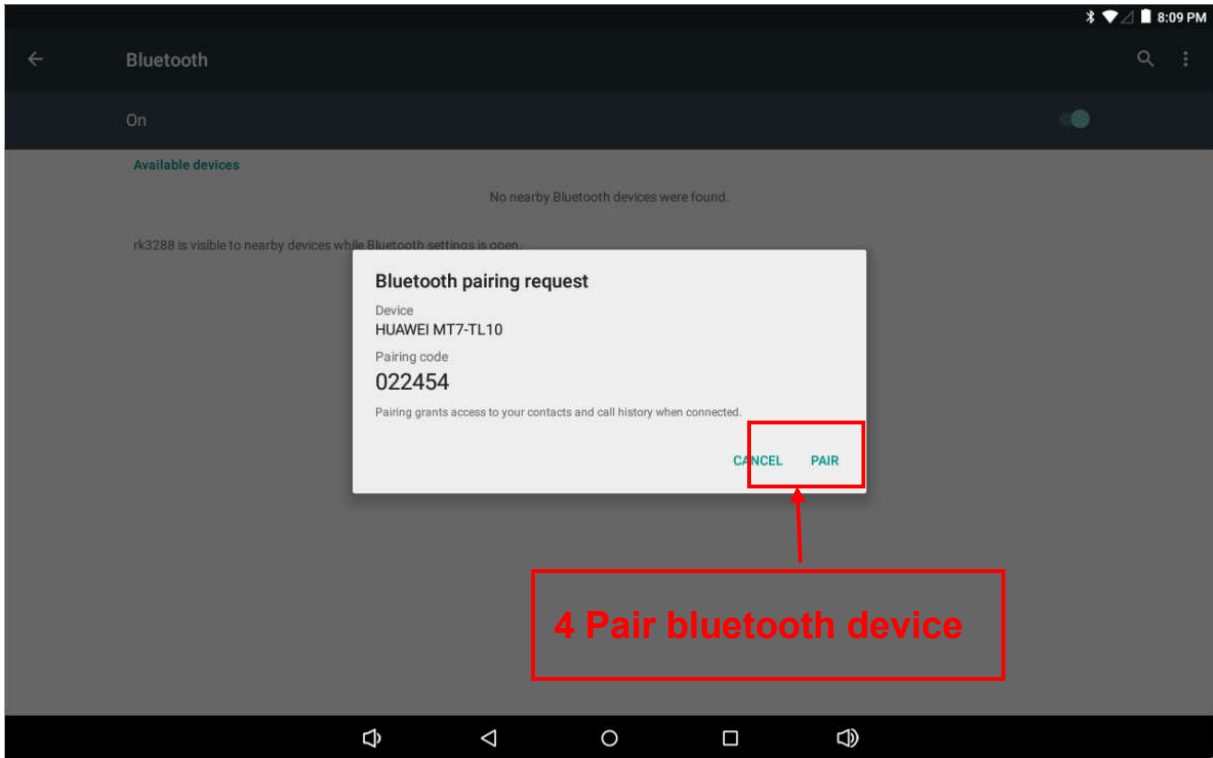 8:09 PM
Bluetooth
On
Available devices
No nearby Bluetooth devices were found.
rk3288 is visible to nearby devices while Bluetooth settings is open.
Bluetooth pairing request
Device
HUAWEI MT7-TL10
Pairing code
022454
Pairing grants access to your contacts and call history when connected.
CANCEL PAIR
4 Pair bluetooth device